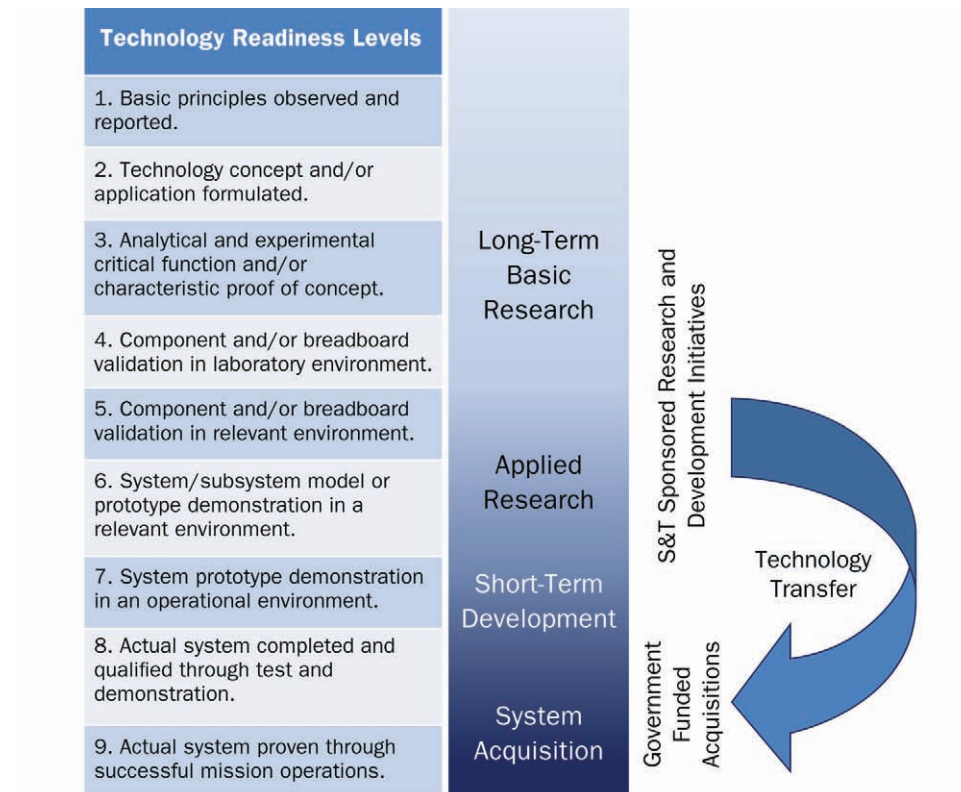 Technology Readiness Levels
1. Basic principles observed and
reported.
2. Technology concept and/or
application formulated.
3. Analytical and experimental
critical function and/or
characteristic proof of concept.
4. Component and/or breadboard
validation in laboratory environment.
5. Component and/or breadboard
validation in relevant environment.
6. System/subsystem model or
prototype demonstration in a
relevant environment.
7. System prototype demonstration
in an operational environment.
8. Actual system completed and
qualified through test and
demonstration.
9. Actual system proven through
successful mission operations.
Long-Term
Basic
Research
Applied
Research
Short-Term
Development
System
Acquisition
S&T Sponsored Research and
Development Initiatives
Government
Funded
Acquisitions
Technology
Transfer